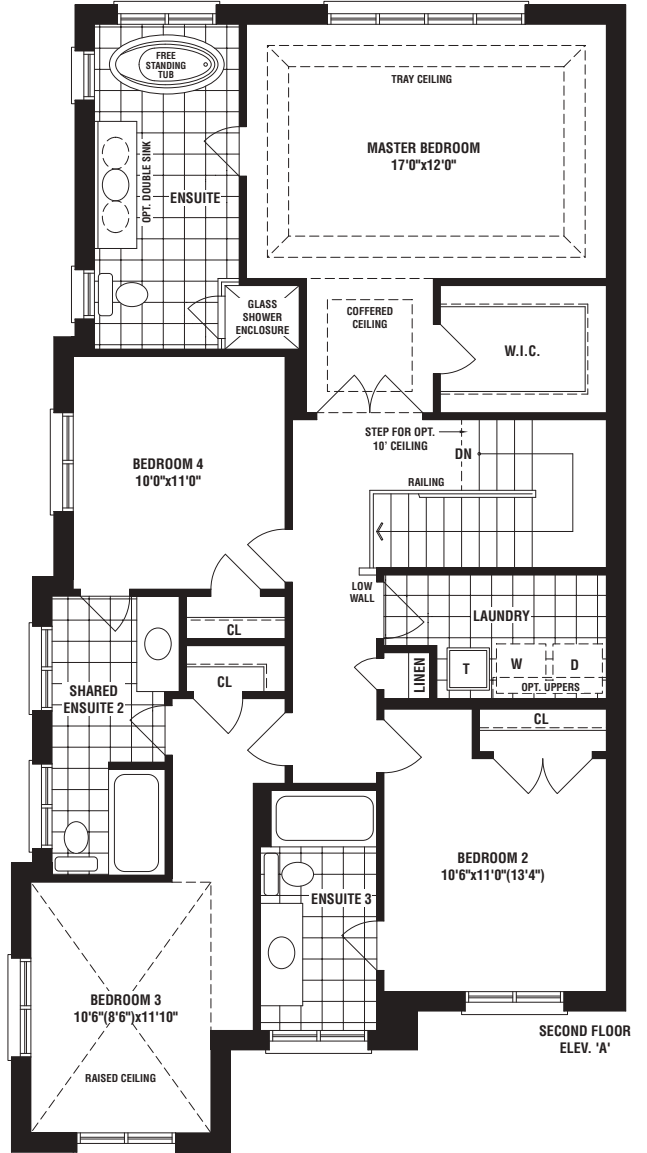 FREE
STANDING
TUB
TRAY CEILING
MASTER BEDROOM
17'0"x12'0"
OPT. DOUBLE SINK
ENSUITE
GLASS
SHOWER
ENCLOSURE
COFFERED
CEILING
W.I.C.
STEP FOR OPT.
10' CEILING
DN
BEDROOM 4
10'0"x11'0"
RAILING
LOW
WALL
LAUNDRY
CL
SHARED
ENSUITE 2
CL
LINEN
T
W
D
OPT. UPPERS
CL
BEDROOM 2
10'6"x11'0"(13'4")
ENSUITE 3
BEDROOM 3
10'6"(8'6")x11'10"
RAISED CEILING
SECOND FLOOR
ELEV. 'A'